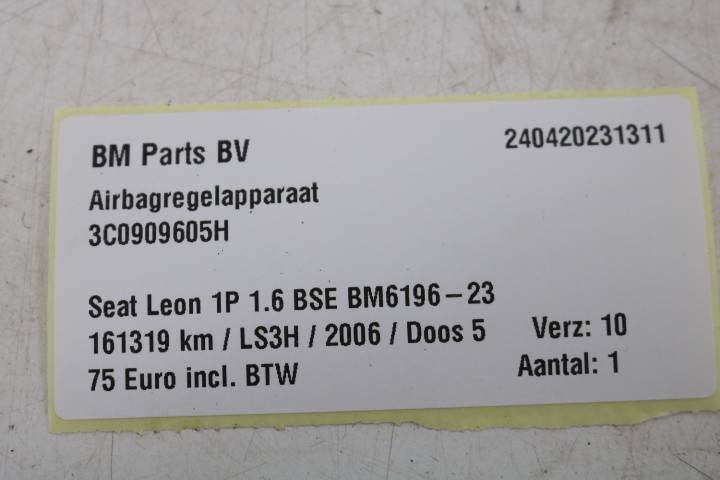 BM Parts BV 240420231311
Airbagregelapparaat
3C0909605H
Seat Leon 1P 1.6 BSE BM6196-23
161319 km / LS3H / 2006 / Doos 5 Verz: 10
75 Euro incl. BTW Aantal: 1